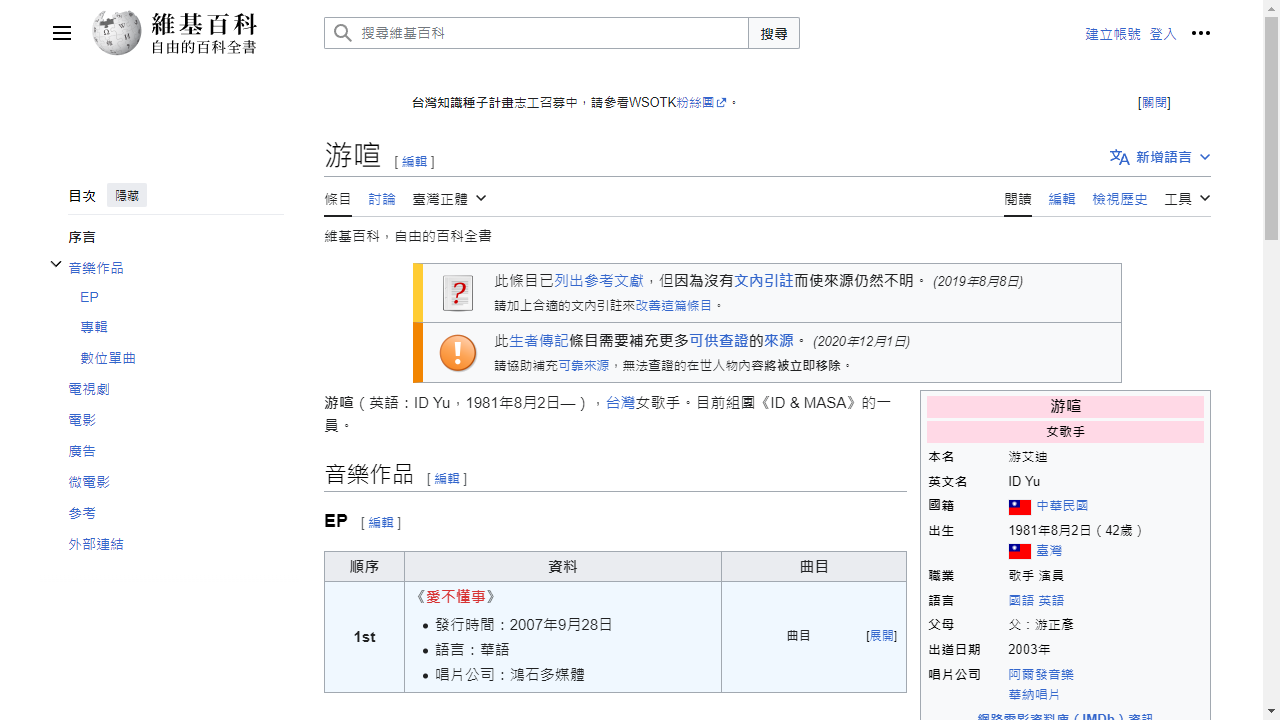 維基百科
自由的百科全書
搜尋維基百科
搜尋
建立帳號 登入
台灣知識種子計畫志工召募中，請參看WSOTK粉絲團。
[關閉]
游喧 [ 編輯 ]
新增語言
目次 隱藏
序言
音樂作品
EP
專輯
數位單曲
電視劇
電影
廣告
微電影
參考
外部連結
條目 討論 臺灣正體
閱讀 編輯 檢視歷史 工具
維基百科，自由的百科全書
此條目已列出參考文獻，但因為沒有文內引註而使來源仍然不明。 (2019年8月8日)
請加上合適的文內引註來改善這篇條目。
此生者傳記條目需要補充更多可供查證的來源。 (2020年12月1日)
請協助補充可靠來源，無法查證的在世人物內容將被立即移除。
游喧（英語：ID Yu，1981年8月2日—），台灣女歌手。目前組團《ID & MASA》的一
員。
音樂作品 [ 編輯 ]
EP [ 編輯 ]
順序 資料 曲目
1st
《愛不懂事》
發行時間：2007年9月28日
語言：華語
唱片公司：鴻石多媒體
曲目 [展開]
游喧
女歌手
本名 游艾迪
英文名 ID Yu
國籍 中華民國
出生 1981年8月2日（42歲）
臺灣
職業 歌手 演員
語言 國語 英語
父母 父：游正彥
出道日期 2003年
唱片公司 阿爾發音樂
華納唱片
網路電影資料庫（IMDb）資訊